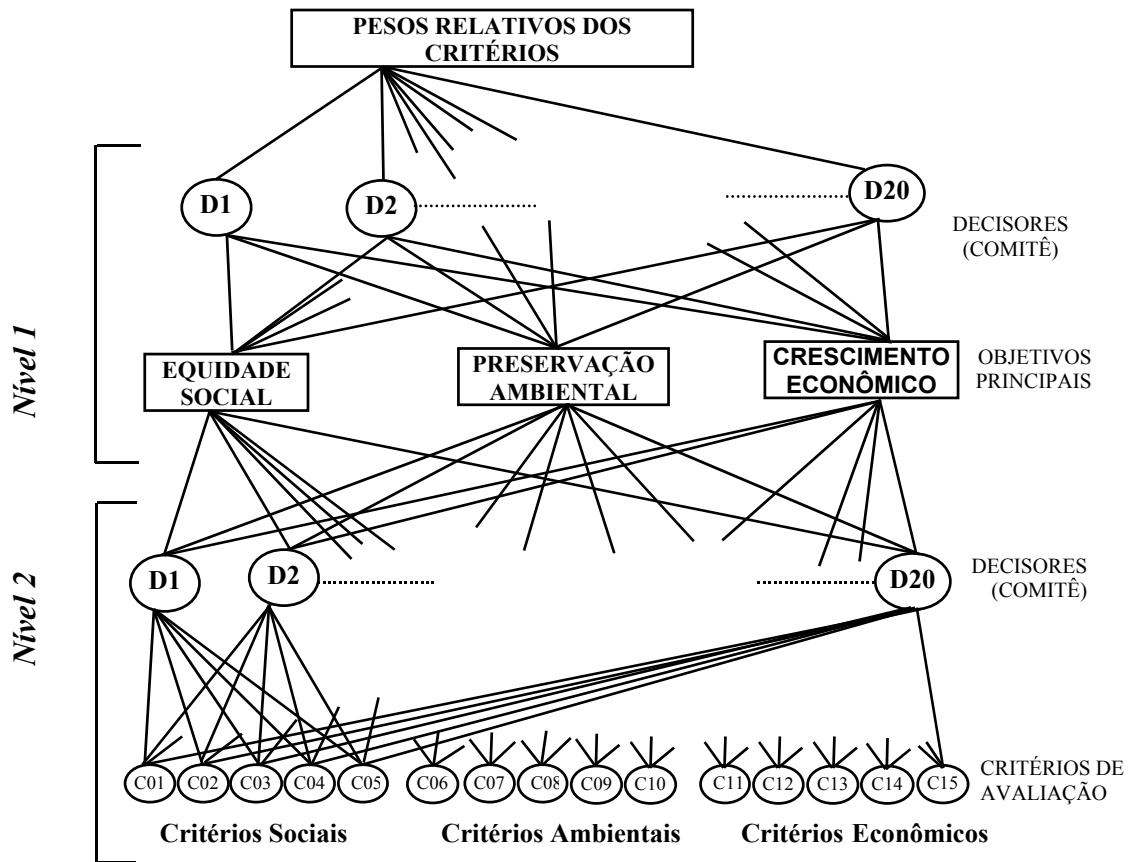 PESOS RELATIVOS DOS
CRITÉRIOS
Nível 1
D1
D2
D20
DECISORES
(COMITÊ)
EQUIDADE
SOCIAL
PRESERVAÇÃO
AMBIENTAL
CRESCIMENTO
ECONÔMICO
OBJETIVOS
PRINCIPAIS
Nível 2
D1
D2
D20
DECISORES
(COMITÊ)
C01 C02 C03 C04 C05 C06 C07 C08 C09 C10 C11 C12 C13 C14 C15
CRITÉRIOS DE
AVALIAÇÃO
Critérios Sociais Critérios Ambientais Critérios Econômicos